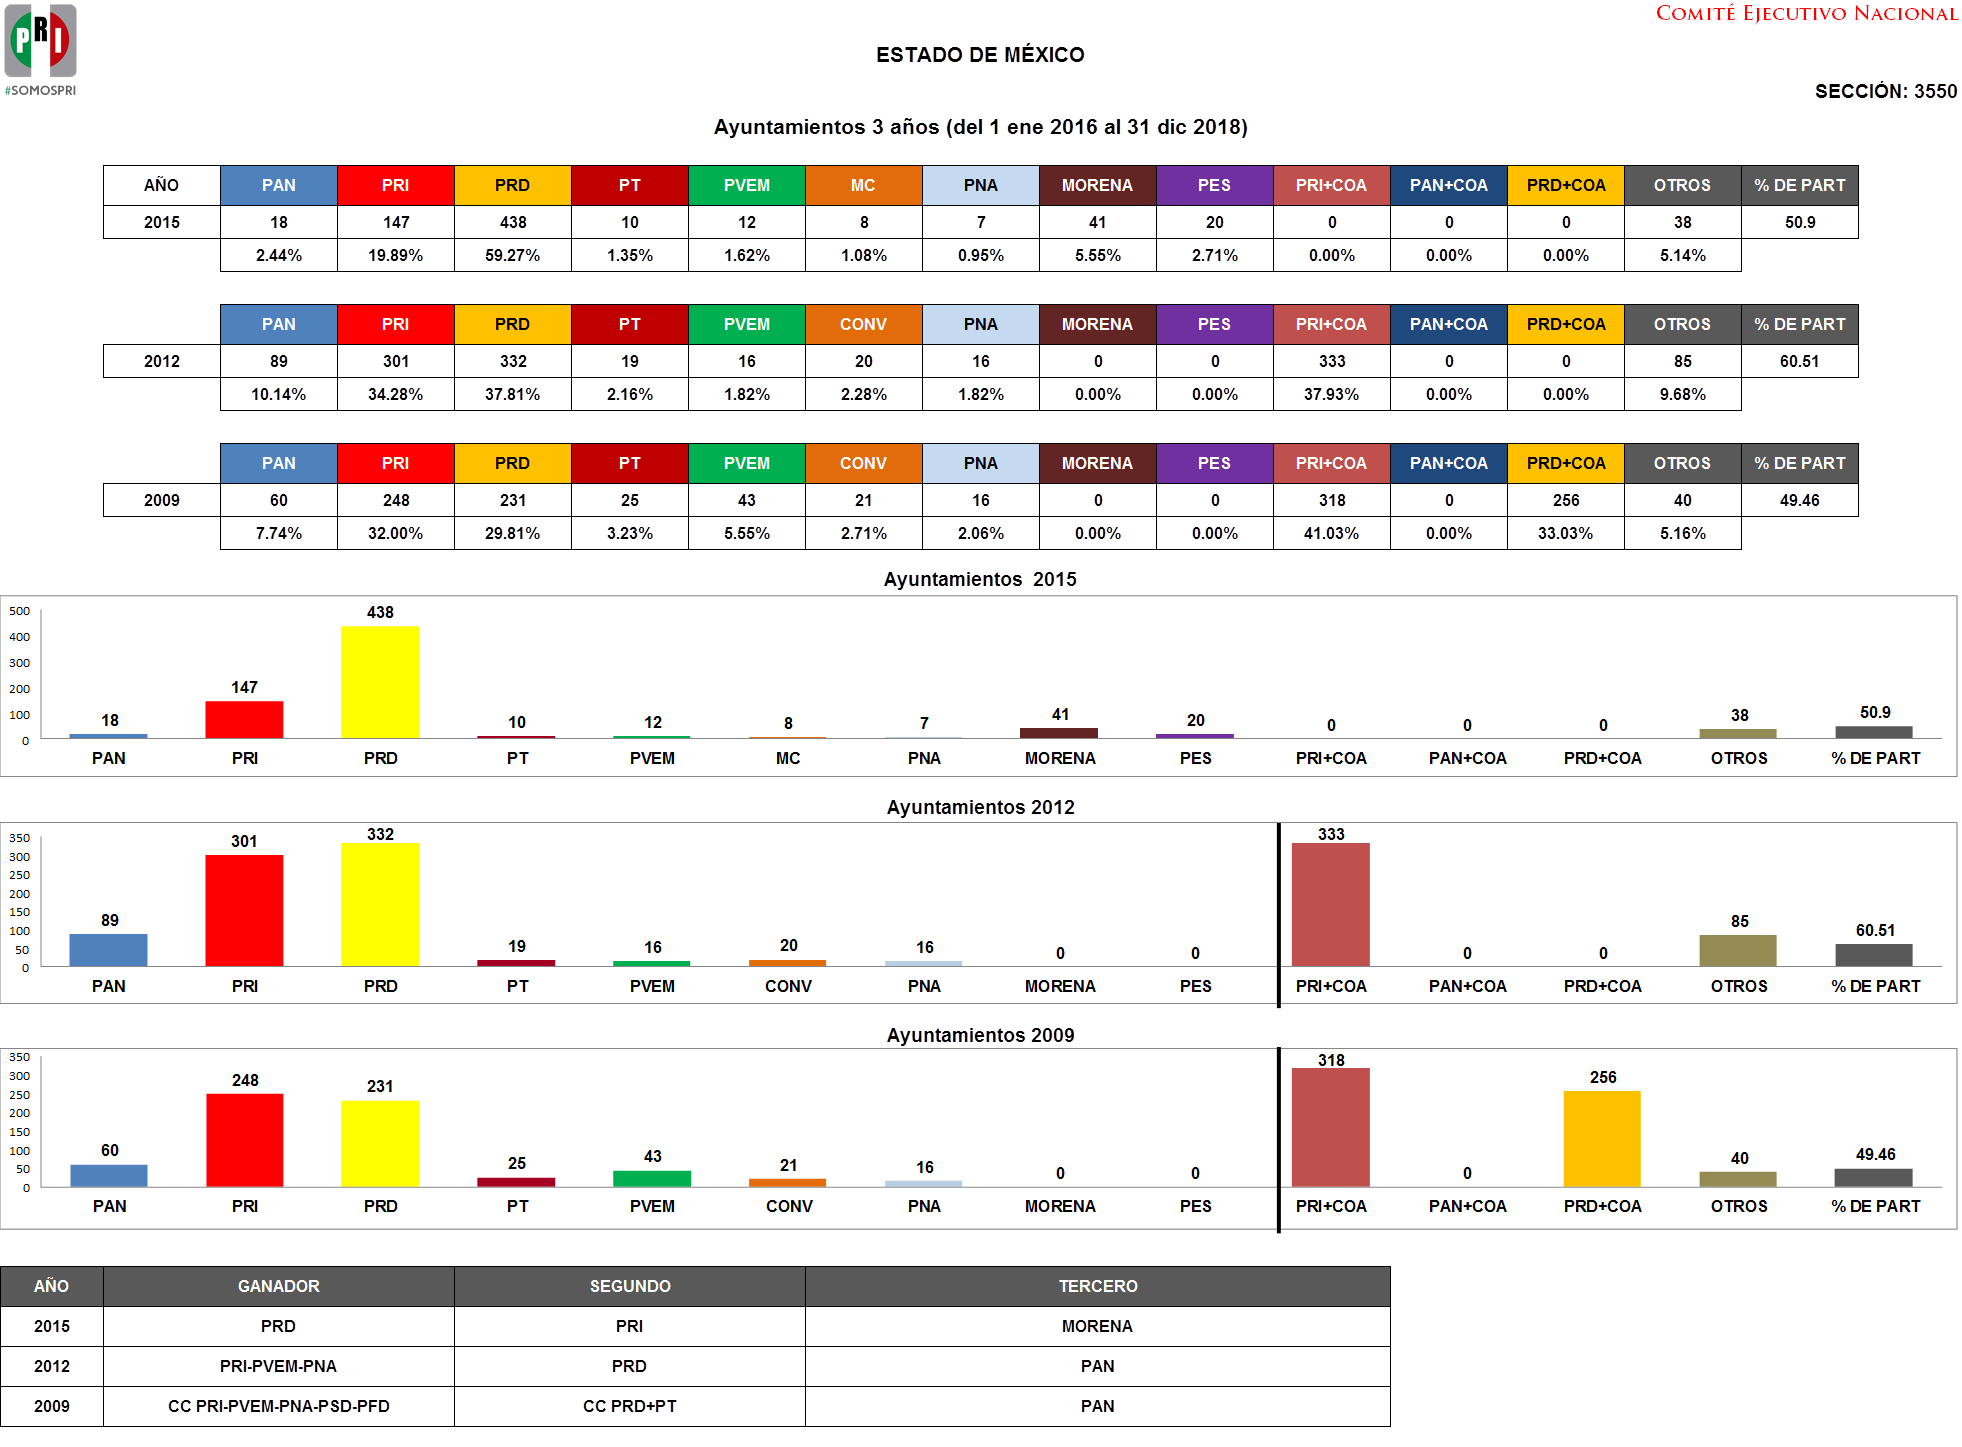 PRI
#SOMOSPRI
COMITÉ EJECUTIVO NACIONAL
ESTADO DE MÉXICO
SECCIÓN: 3550
Ayuntamientos 3 años (del 1 ene 2016 al 31 dic 2018)
AÑO PAN PRI PRD PT PVEM MC PNA MORENA PES PRI+COA PAN+COA PRD+COA OTROS % DE PART
2015 18 147 438 10 12 8 7 41 20 0 0 0 38 50.9
2.44% 19.89% 59.27% 1.35% 1.62% 1.08% 0.95% 5.55% 2.71% 0.00% 0.00% 0.00% 5.14%
PAN PRI PRD PT PVEM CONV PNA MORENA PES PRI+COA PAN+COA PRD+COA OTROS % DE PART
2012 89 301 332 19 16 20 16 0 0 333 0 0 85 60.51
10.14% 34.28% 37.81% 2.16% 1.82% 2.28% 1.82% 0.00% 0.00% 37.93% 0.00% 0.00% 9.68%
PAN PRI PRD PT PVEM CONV PNA MORENA PES PRI+COA PAN+COA PRD+COA OTROS % DE PART
2009 60 248 231 25 43 21 16 0 0 318 0 256 40 49.46
7.74% 32.00% 29.81% 3.23% 5.55% 2.71% 2.06% 0.00% 0.00% 41.03% 0.00% 33.03% 5.16%
Ayuntamientos 2015
500
400
300
200
100
0
18 147 438 10 12 8 7 41 20 0 0 0 38 50.9
PAN PRI PRD PT PVEM MC PNA MORENA PES PRI+COA PAN+COA PRD+COA OTROS % DE PART
Ayuntamientos 2012
350
300
250
200
150
100
50
0
89 301 332 19 16 20 16 0 0 333 0 0 85 60.51
PAN PRI PRD PT PVEM CONV PNA MORENA PES PRI+COA PAN+COA PRD+COA OTROS % DE PART
Ayuntamientos 2009
350
300
250
200
150
100
50
0
60 248 231 25 43 21 16 0 0 318 0 256 40 49.46
PAN PRI PRD PT PVEM CONV PNA MORENA PES PRI+COA PAN+COA PRD+COA OTROS % DE PART
AÑO GANADOR SEGUNDO TERCERO
2015 PRD PRI MORENA
2012 PRI-PVEM-PNA PRD PAN
2009 CC PRI-PVEM-PNA-PSD-PFD CC PRD+PT PAN